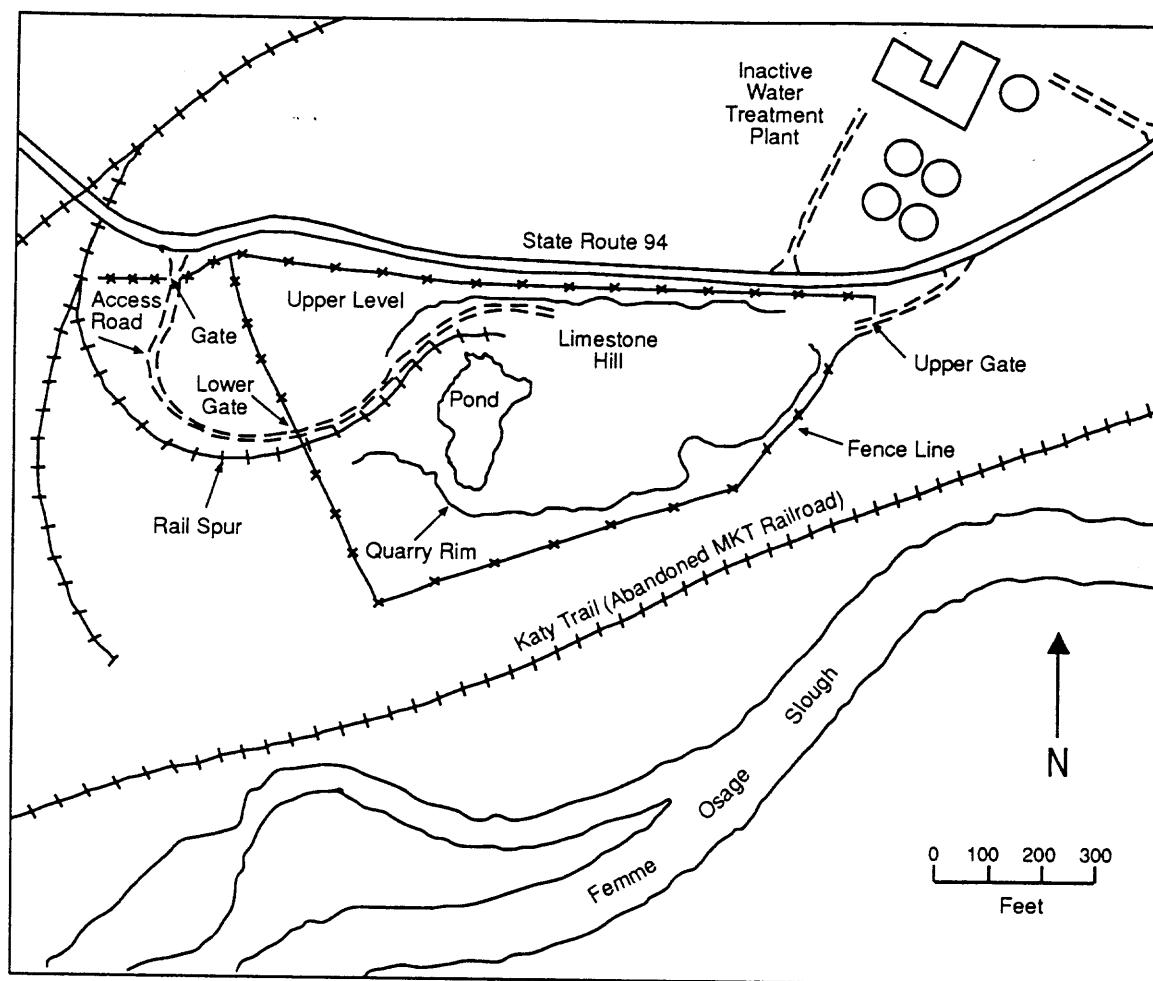 Inactive
Water
Treatment
Plant
State Route 94
Access
Road
Gate
Upper Level
Limestone
Hill
Upper Gate
Lower
Gate
Pond
Fence Line
Rail Spur
Quarry Rim
Katy Trail (Abandoned MKT Railroad)
Slough
Osage
Femme
N
0 100 200 300
Feet